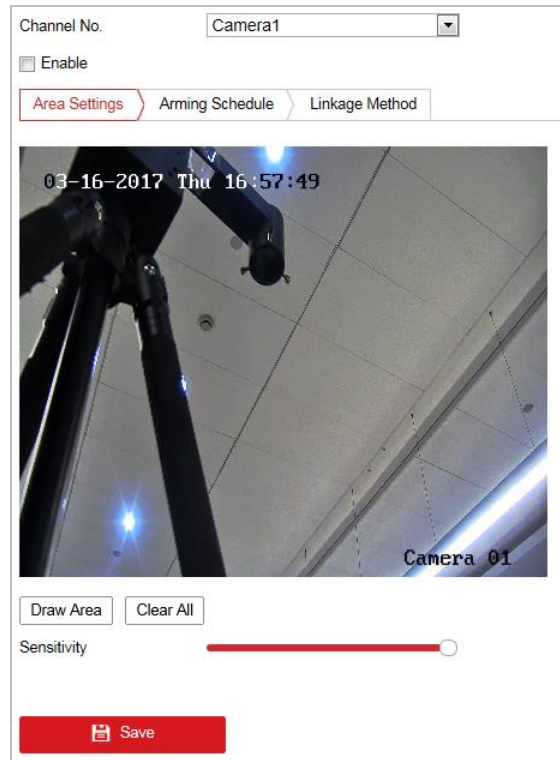 Channel No. Camera1
Enable
Area Settings Arming Schedule Linkage Method
03-16-2017 Thu 16:57:49
Camera 01
Draw Area Clear All
Sensitivity
Save